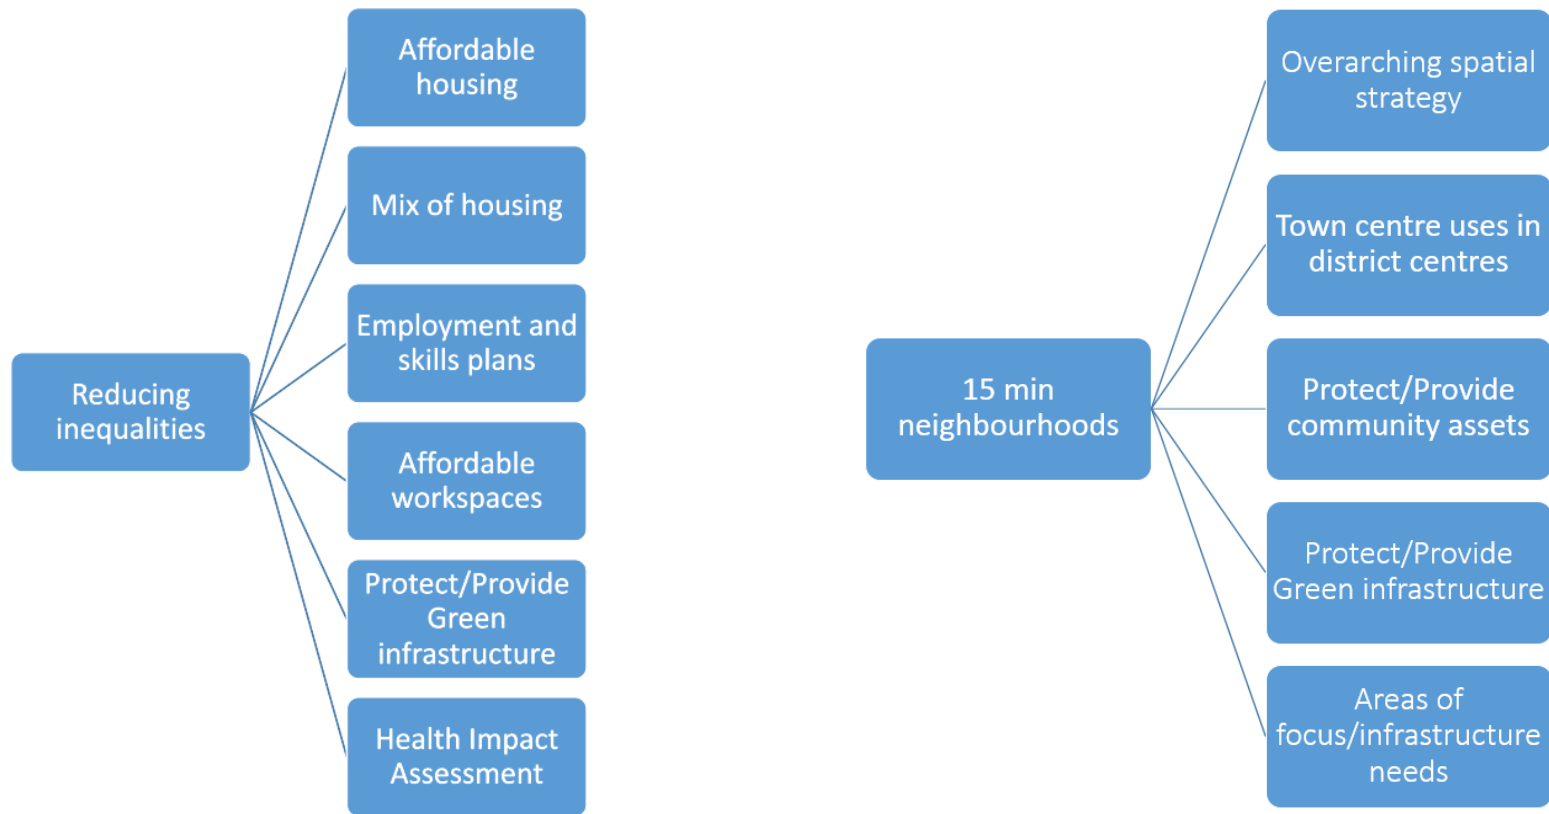 Reducing
inequalities
Affordable
housing
Mix of housing
Employment and
skills plans
Affordable
workspaces
Protect/Provide
Green
infrastructure
Health Impact
Assessment
15 min
neighbourhoods
Overarching spatial
strategy
Town centre uses in
district centres
Protect/Provide
community assets
Protect/Provide
Green infrastructure
Areas of
focus/infrastructure
needs